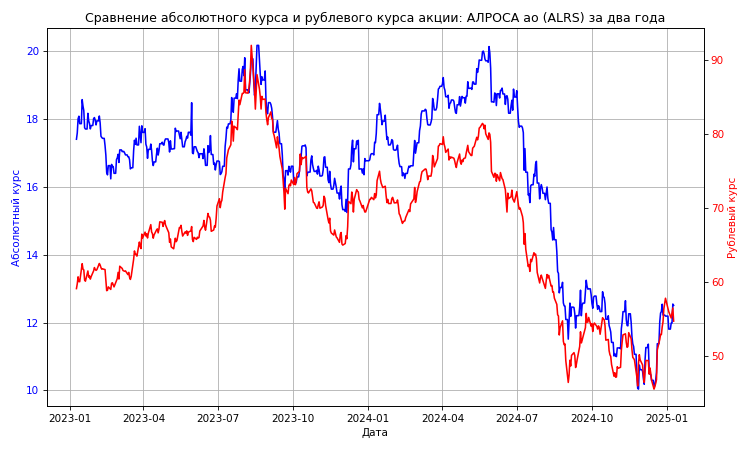 Сравнение абсолютного курса и рублевого курса акции: АЛРОСА ао (ALRS) за два года
20
18
16
14
12
10
Абсолютный курс
90
80
70
60
50
Рублевый курс
2023-01 2023-04 2023-07 2023-10 2024-01 2024-04 2024-07 2024-10 2025-01
Дата